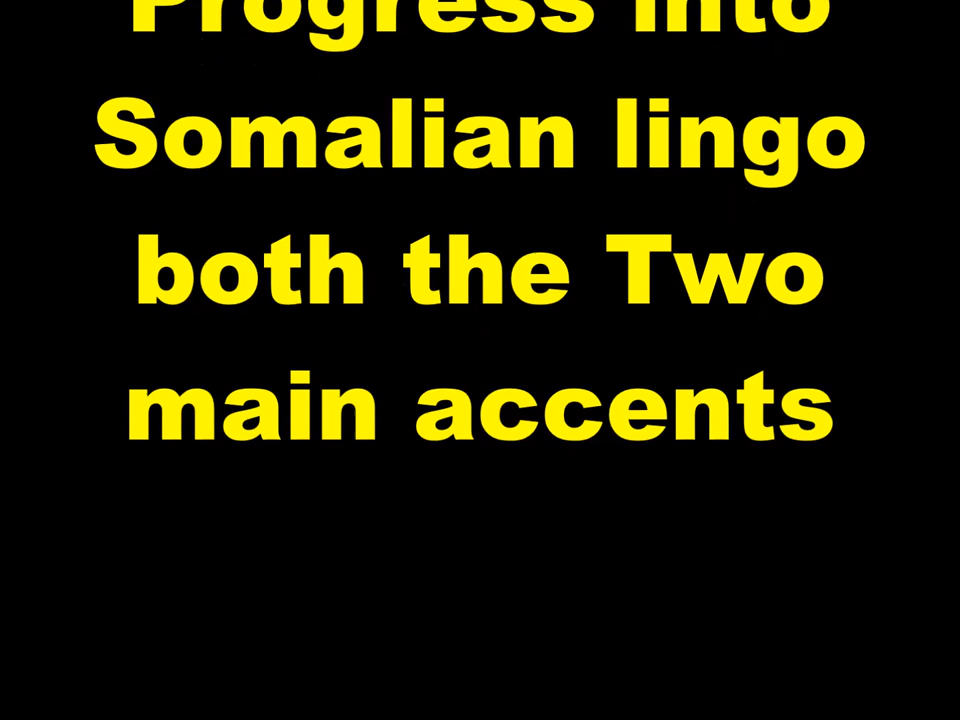 Progress into
Somalian lingo
both the Two
main accents